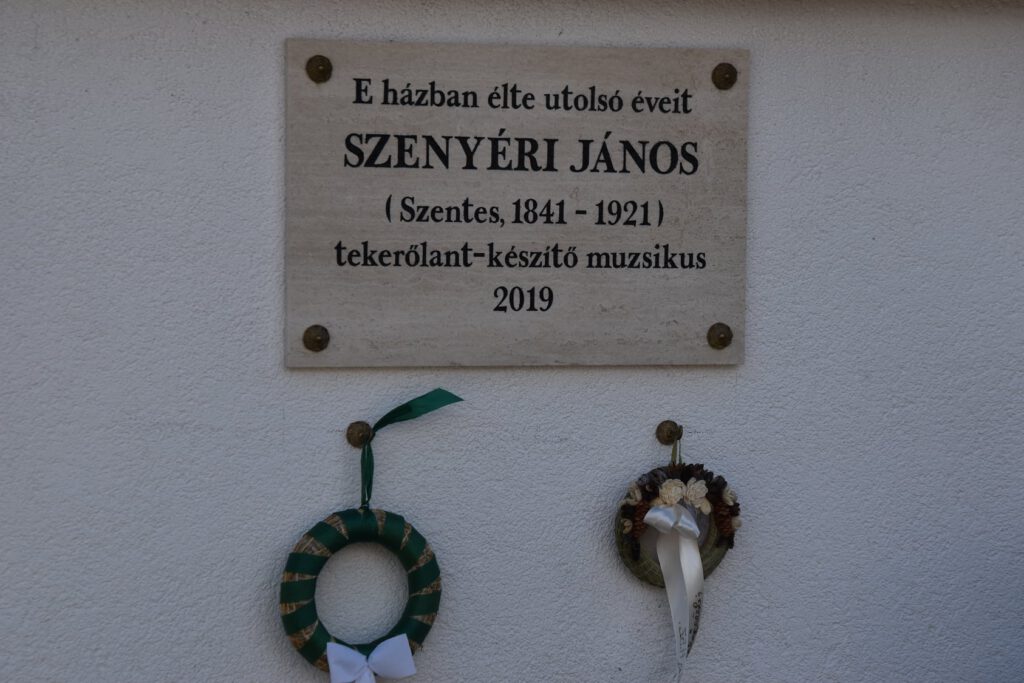 E házban élte utolsó éveit
SZENYÉRI JÁNOS
(Szentes, 1841 - 1921)
tekerőlant-készítő muzsikus
2019